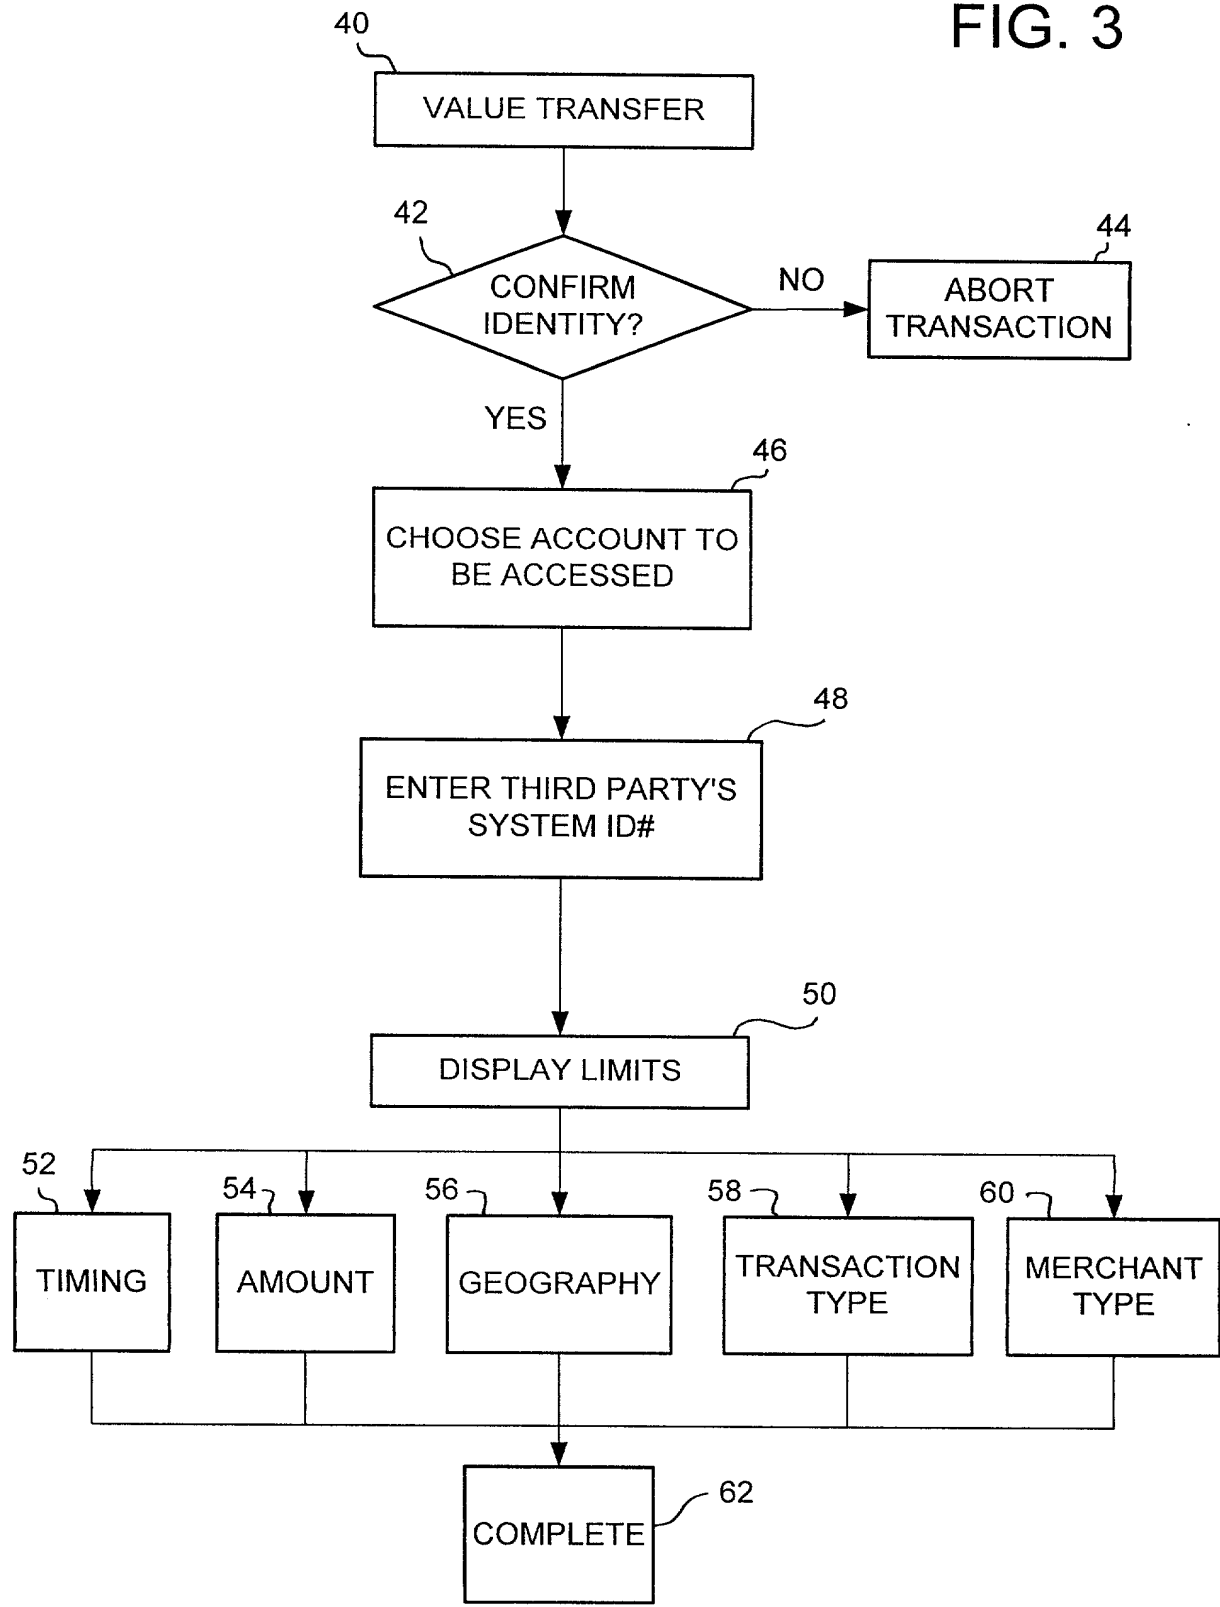 FIG. 3
40
VALUE TRANSFER
42
CONFIRM
IDENTITY?
NO
44
ABORT
TRANSACTION
YES
46
CHOOSE ACCOUNT TO
BE ACCESSED
48
ENTER THIRD PARTY'S
SYSTEM ID#
50
DISPLAY LIMITS
52
TIMING
54
AMOUNT
56
GEOGRAPHY
58
TRANSACTION
TYPE
60
MERCHANT
TYPE
COMPLETE
62